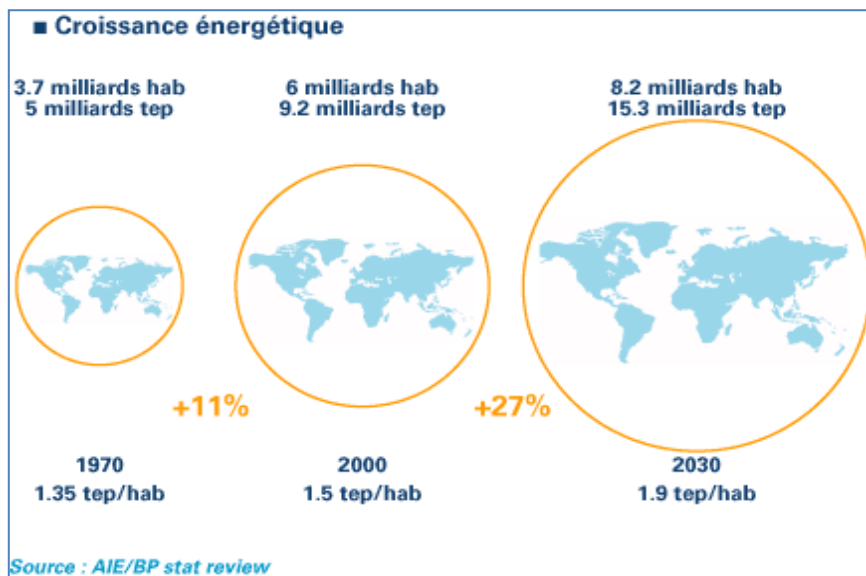 ■ Croissance énergétique
3.7 milliards hab
5 milliards tep
6 milliards hab
9.2 milliards tep
8.2 milliards hab
15.3 milliards tep
+11%
+27%
1970
1.35 tep/hab
2000
1.5 tep/hab
2030
1.9 tep/hab
Source : AIE/BP stat review